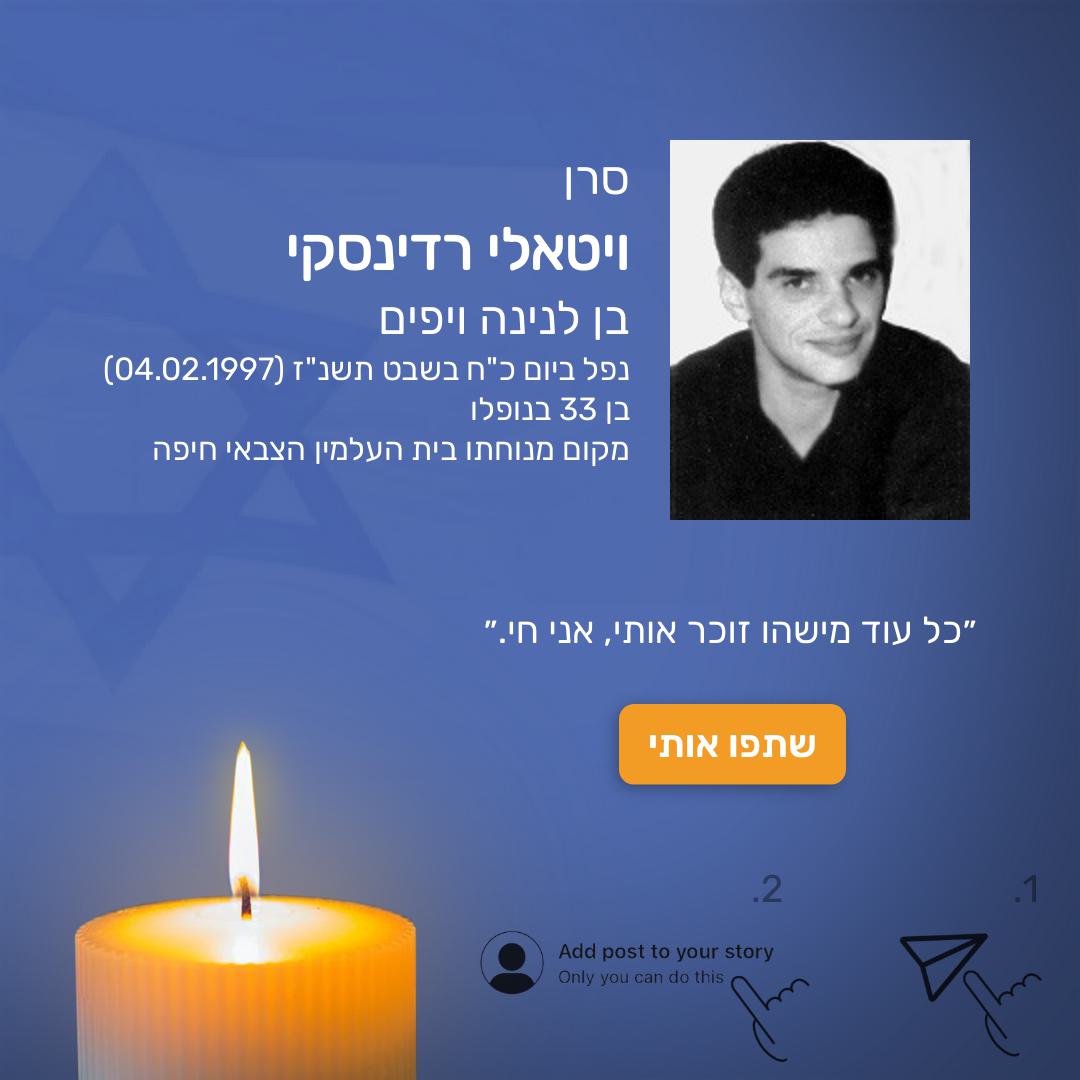 סרן
ויטאלי רדינסקי
בן לנינה ויפים
נפל ביום כ"ח בשבט תשנ"ז (04.02.1997)
בן 33 בנופלו
מקום מנוחתו בית העלמין הצבאי חיפה
״כל עוד מישהו זוכר אותי, אני חי.״
שתפו אותי
.1
.2
Add post to your story
Only you can do this